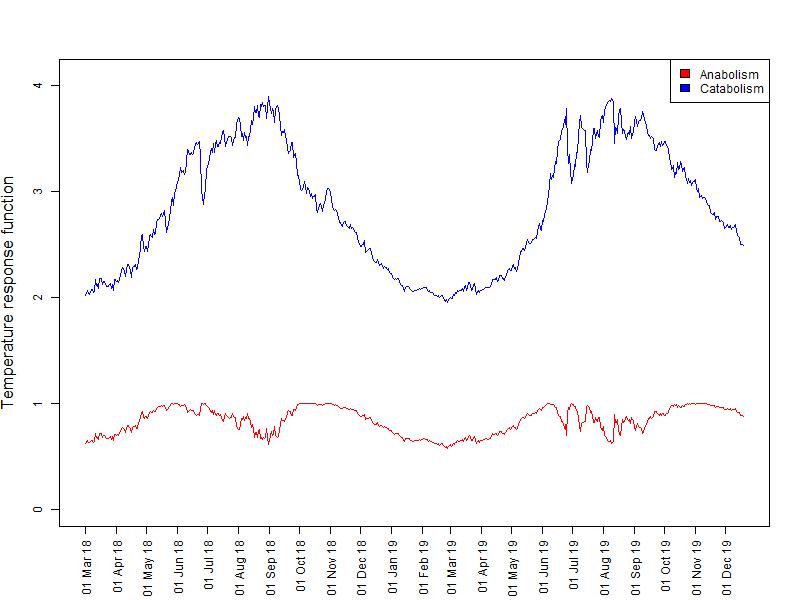 Temperature response function
4
3
2
1
0
Anabolism
Catabolism
01 Mar 18
01 Apr 18
01 May 18
01 Jun 18
01 Jul 18
01 Aug 18
01 Sep 18
01 Oct 18
01 Nov 18
01 Dec 18
01 Jan 19
01 Feb 19
01 Mar 19
01 Apr 19
01 May 19
01 Jun 19
01 Jul 19
01 Aug 19
01 Sep 19
01 Oct 19
01 Nov 19
01 Dec 19